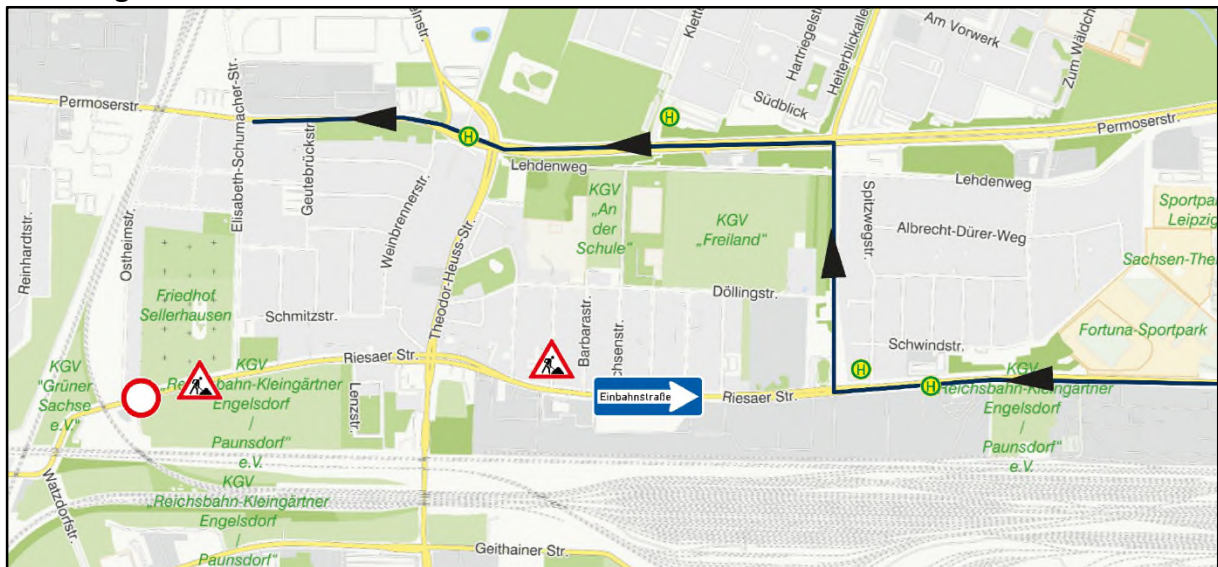 Am Vorwerk
Zum Wäldch
Hartriegelst
Heiterblickallee
Klette
Südblick
Permoserstr.
Permoserstr.
Elisabeth-Schumacher-Str.
Geutebrückstr.
Lehdenweg
Lehdenweg
Reinhardtstr.
Ostheimstr.
Weinbrennerstr.
Theodor-Heuss-Str.
KGV
„An
der
Schule"
KGV
„Freiland"
Spitzwegstr.
Albrecht-Dürer-Weg
Sportpar
Leipzig
Sachsen-The
Friedhof
Sellerhausen
Schmitzstr.
Döllingstr.
Barbarastr.
chsenstr.
Schwindstr.
Fortuna-Sportpark
Riesaer Str.
KGV
"Grüner
Sachse
e.V."
KGV
„Reichsbahn-Kleingärtner
Engelsdorf
/
Paunsdorf"
e.V.
Lenzstr.
Einbahnstraße
Riesaer Str.
KGV
„Reichsbahn-Kleingärtner
Engelsdorf
/
Paunsdorf"
e.V.
Watzdorfstr.
KGV
„Reichsbahn-Kleingärtner
Engelsdorf
/
Paunsdorf"
Geithainer Str.
H
H
H
H